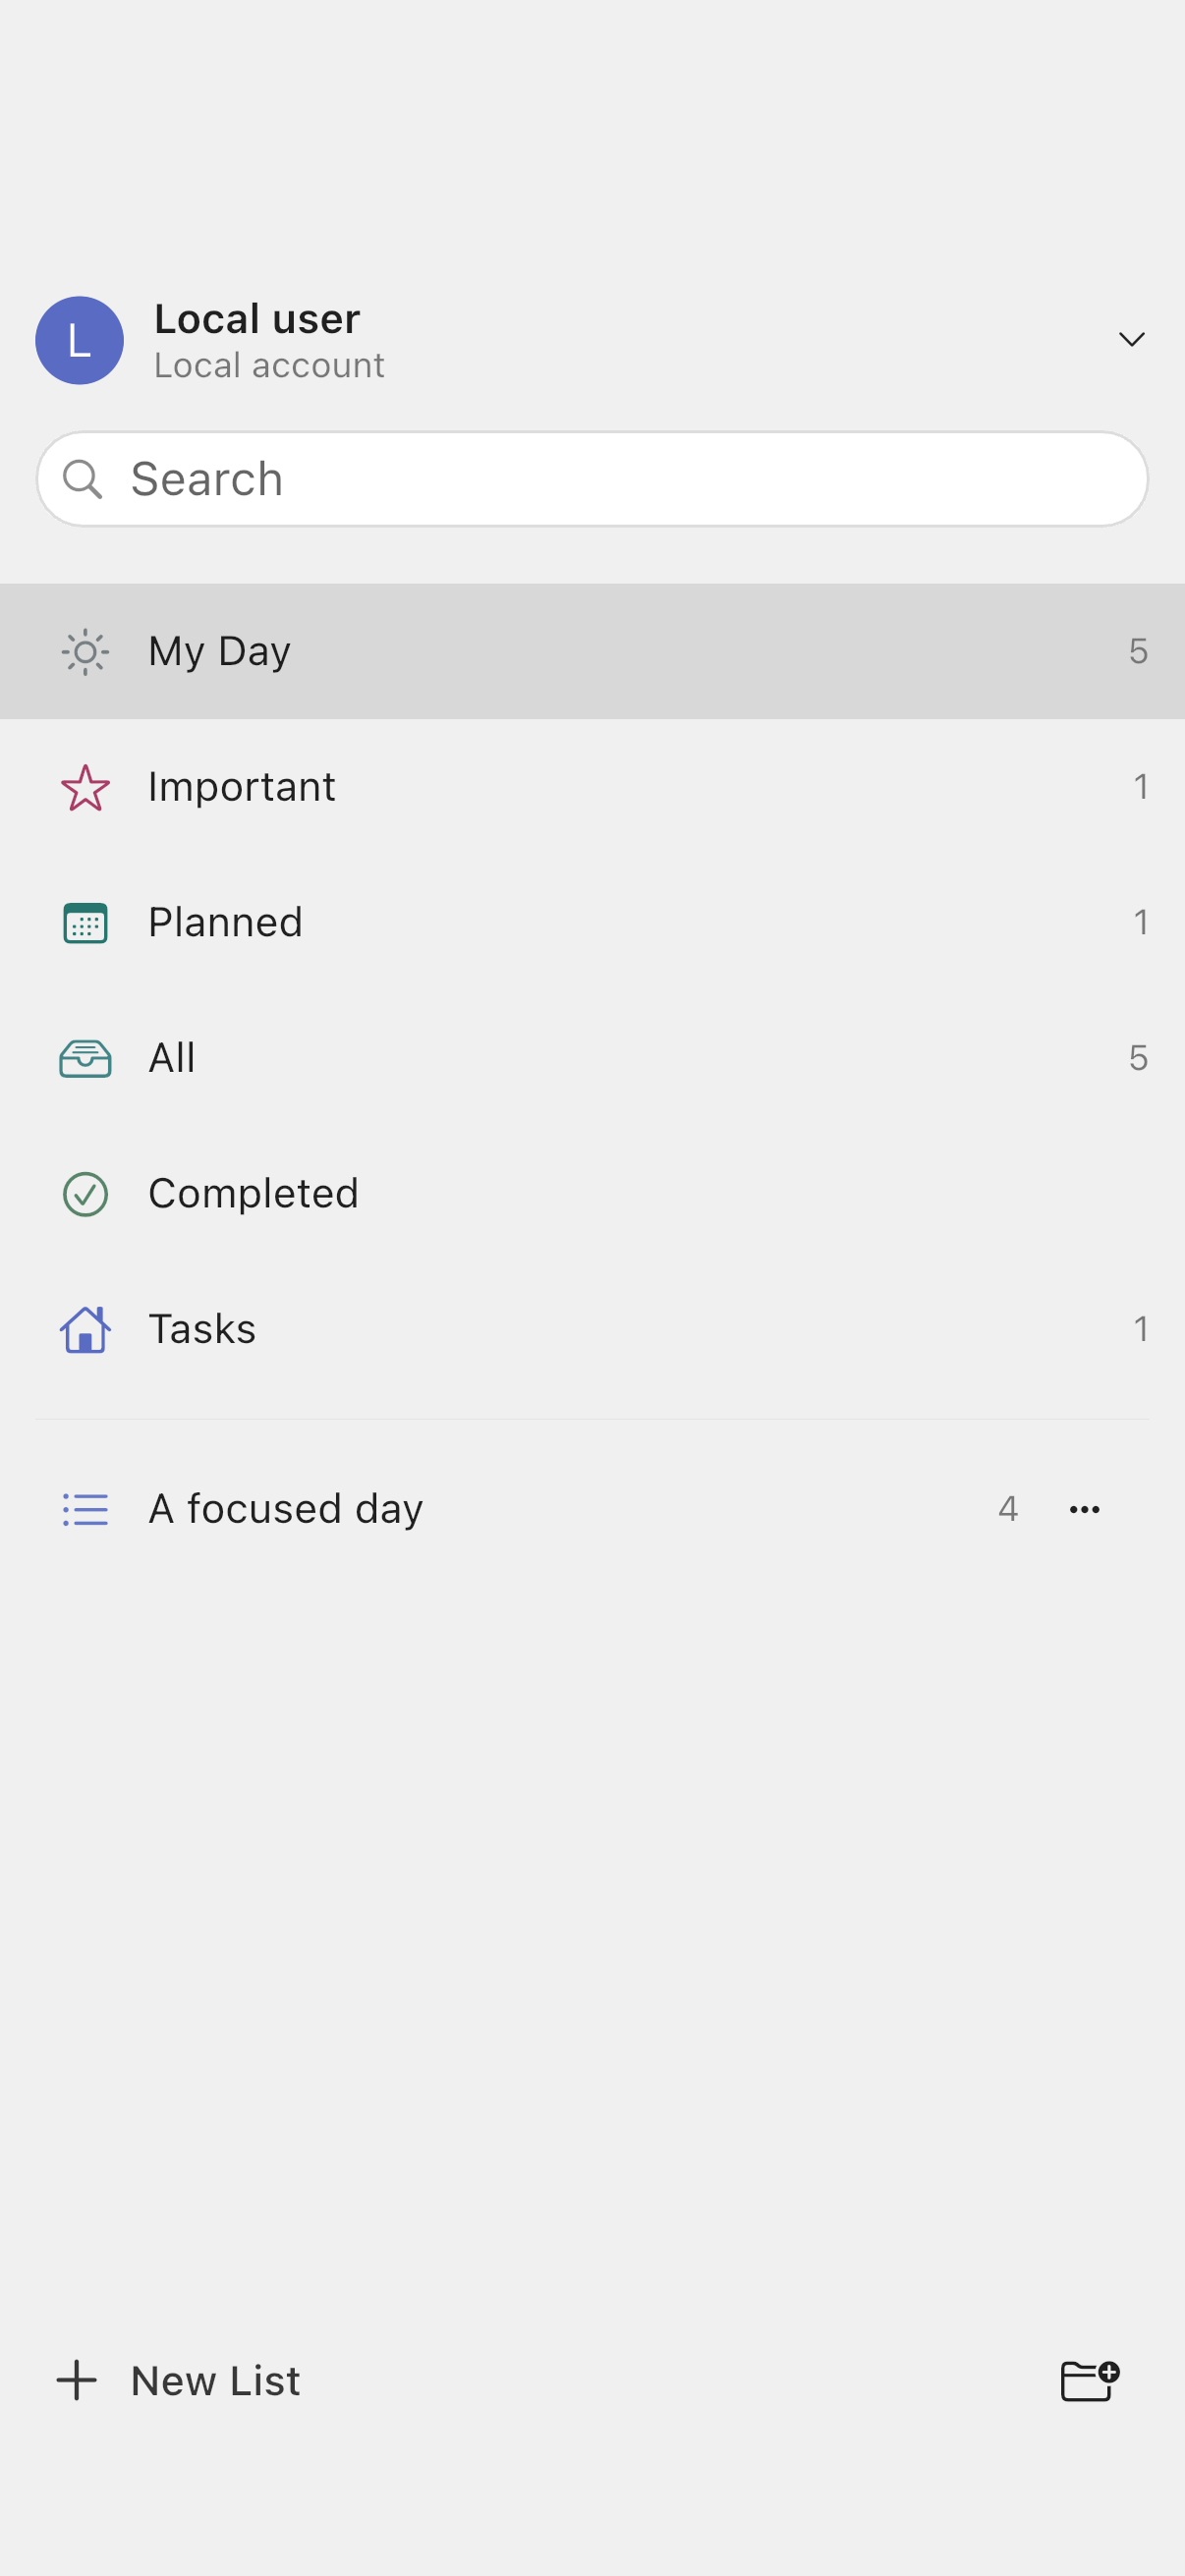 L
Local user
Local account
Search
My Day 5
Important 1
Planned 1
All 5
Completed
Tasks 1
A focused day 4
New List